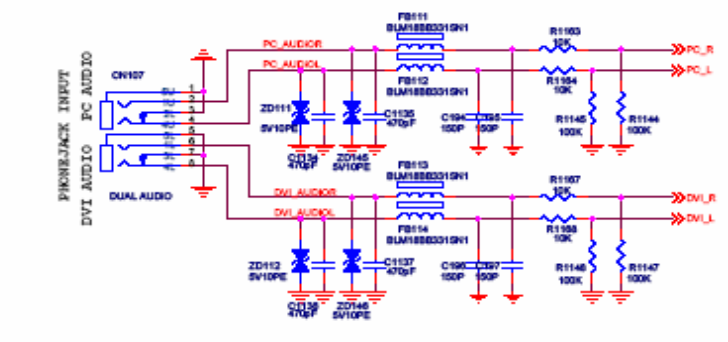 FB111
BLM18BB331SN1
R1163
10K
PC_AUDIOR
PC_R
PC_AUDIOL
PC_L
CN107
FB112
BLM18BB331SN1
R1164
10K
PHONEJACK INPUT
PC AUDIO
DVI AUDIO
1
2
3
4
5
6
7
8
DUAL AUDIO
ZD111
5V10PE
C1134
470pF
ZD145
5V10PE
C1135
470pF
C194
150P
C195
150P
R1145
100K
R1144
100K
FB113
BLM18BB331SN1
R1167
10K
DVI_AUDIOR
DVI_R
DVI_AUDIOL
DVI_L
FB114
BLM18BB331SN1
R1168
10K
ZD112
5V10PE
C1136
470pF
ZD146
5V10PE
C1137
470pF
C196
150P
C197
150P
R1148
100K
R1147
100K